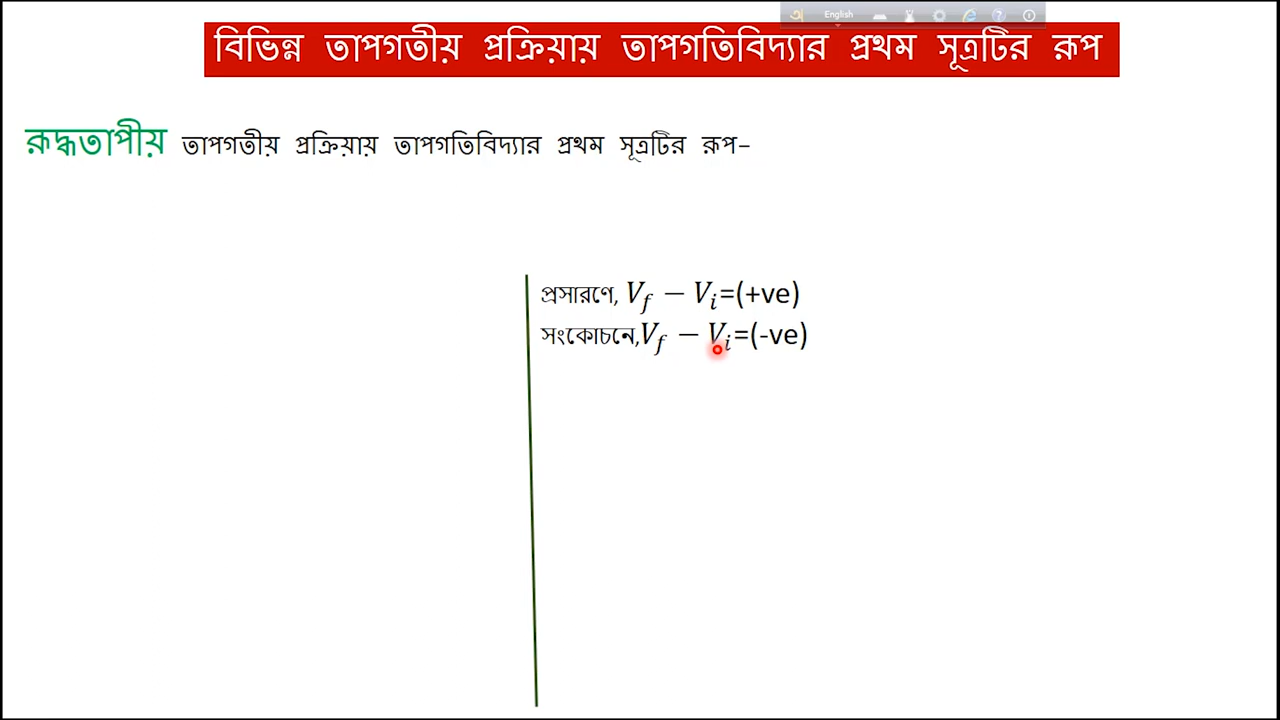 অ English
বিভিন্ন তাপগতীয় প্রক্রিয়ায় তাপগতিবিদ্যার প্রথম সূত্রটির রূপ
রূদ্ধতাপীয় তাপগতীয় প্রক্রিয়ায় তাপগতিবিদ্যার প্রথম সূত্রটির রূপ-
প্রসারণে, V_f − V_i=(+ve)
সংকোচনে,V_f − V_i=(-ve)